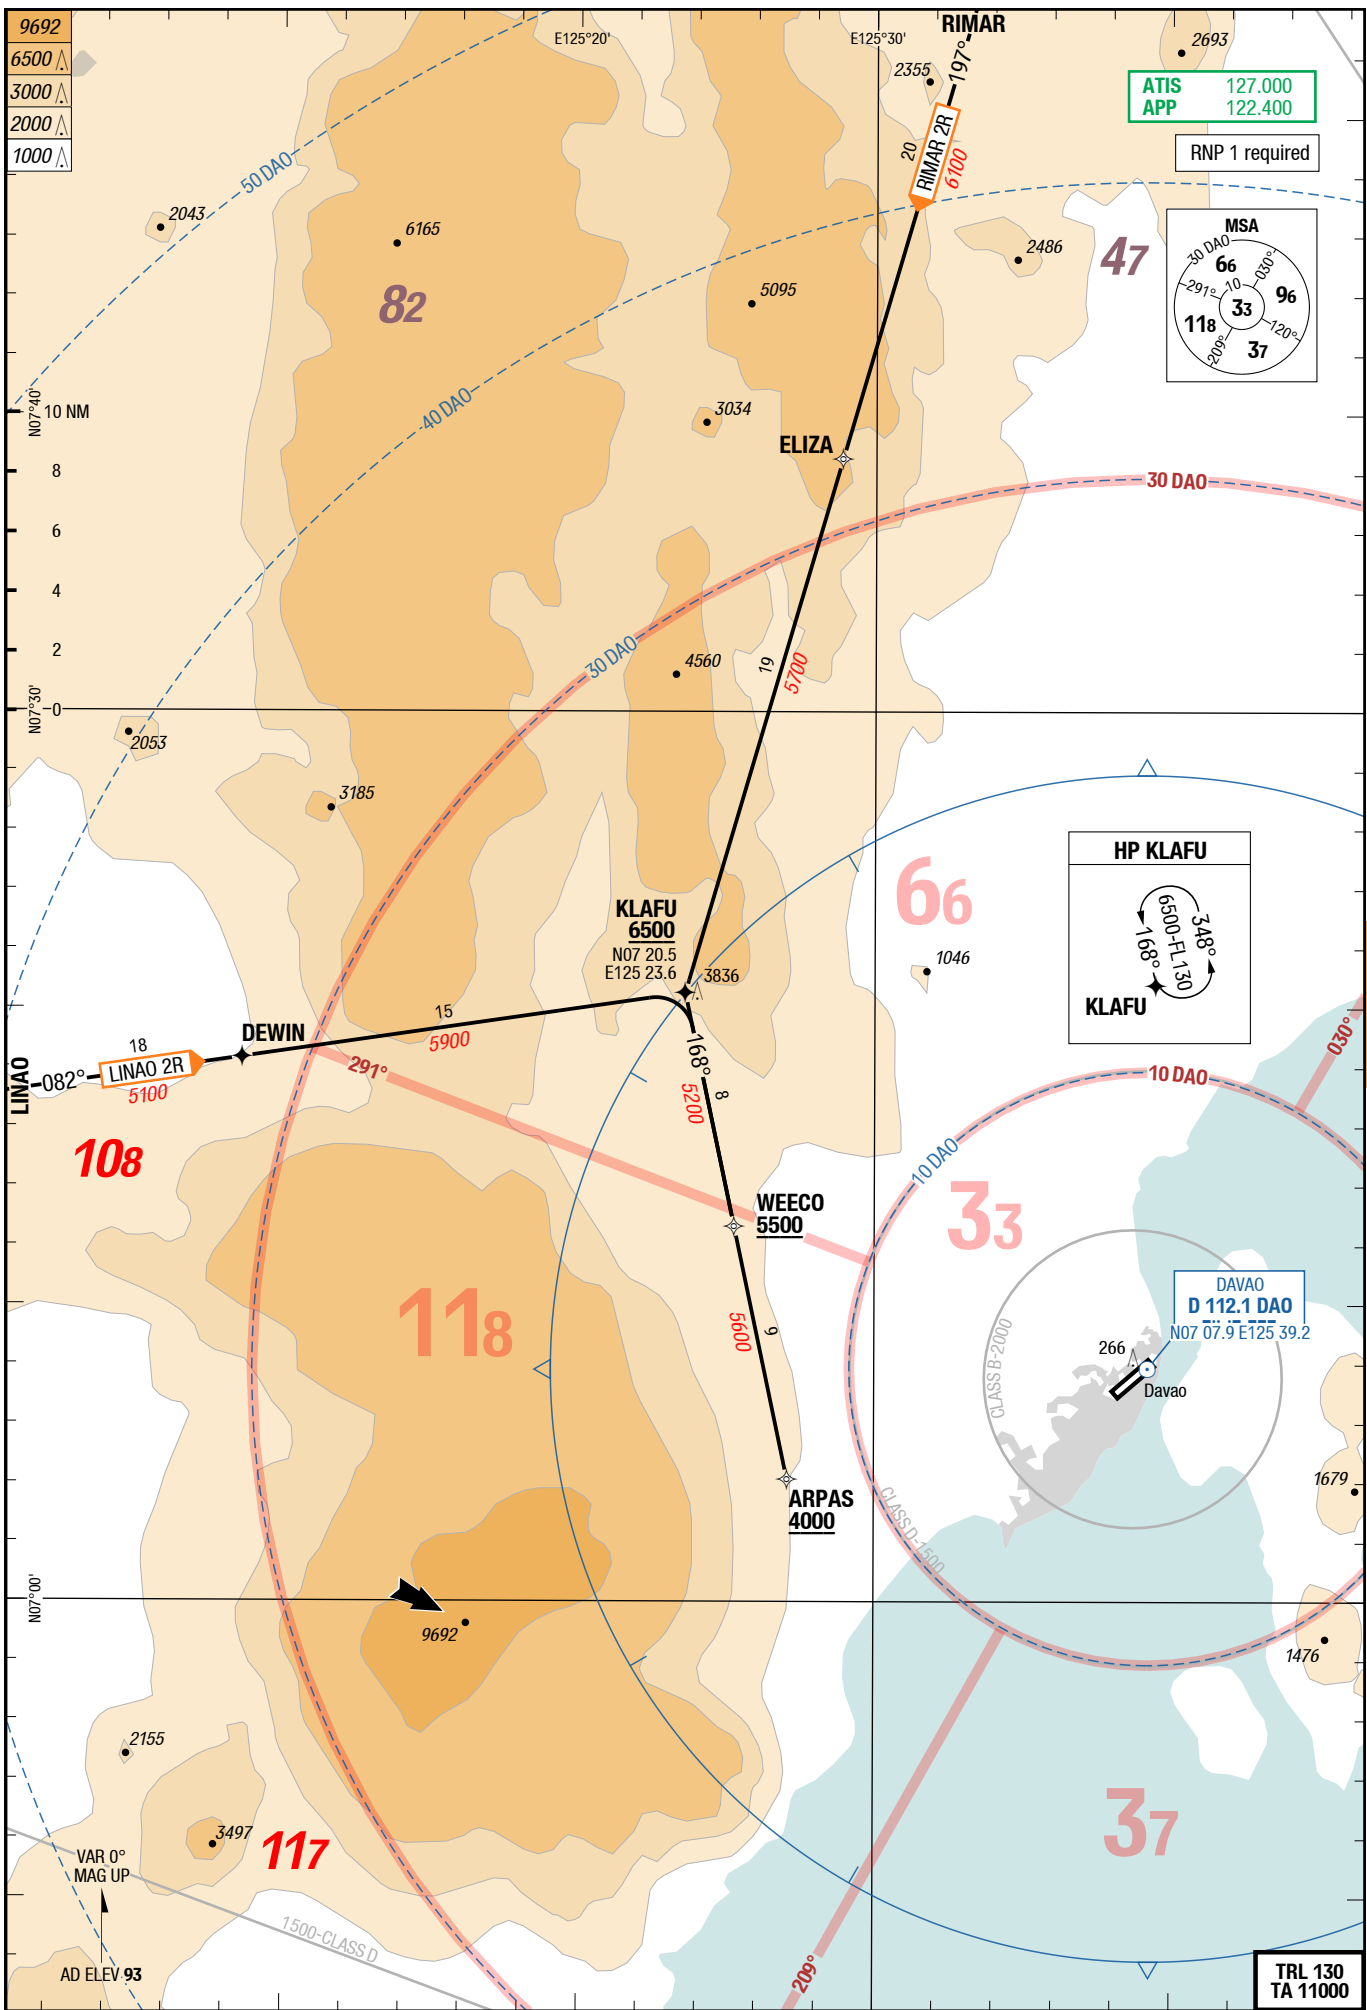 9692
6500
3000
2000
1000
E125°20'
E125°30'
RIMAR
197°
2355
2693
ATIS 127.000
APP 122.400
RNP 1 required
20
RIMAR 2R
6100
50 DAO
2043
6165
82
5095
2486
47
MSA
30 DAO
66
030°
291°
10
33
96
118
120°
209°
37
N07°40'
10 NM
40 DAO
3034
ELIZA
8
30 DAO
6
4
2
30 DAO
4560
19
5700
N07°30'
0
2053
3185
HP KLAFU
6500-FL130
348°
168°
KLAFU
66
KLAFU
6500
N07 20.5
E125 23.6
3836
1046
DEWIN
15
5900
18
LINAO
082°
LINAO 2R
5100
291°
168°
8
5200
030°
10 DAO
10 DAO
108
33
WEECO
5500
118
9
5600
CLASS B-2000
DAVAO
D 112.1 DAO
N07 07.9 E125 39.2
266
Davao
ARPAS
4000
1679
CLASS D-1500
N07°00'
9692
1476
2155
3497
117
37
VAR 0°
MAG UP
1500-CLASS D
AD ELEV 93
209°
TRL 130
TA 11000